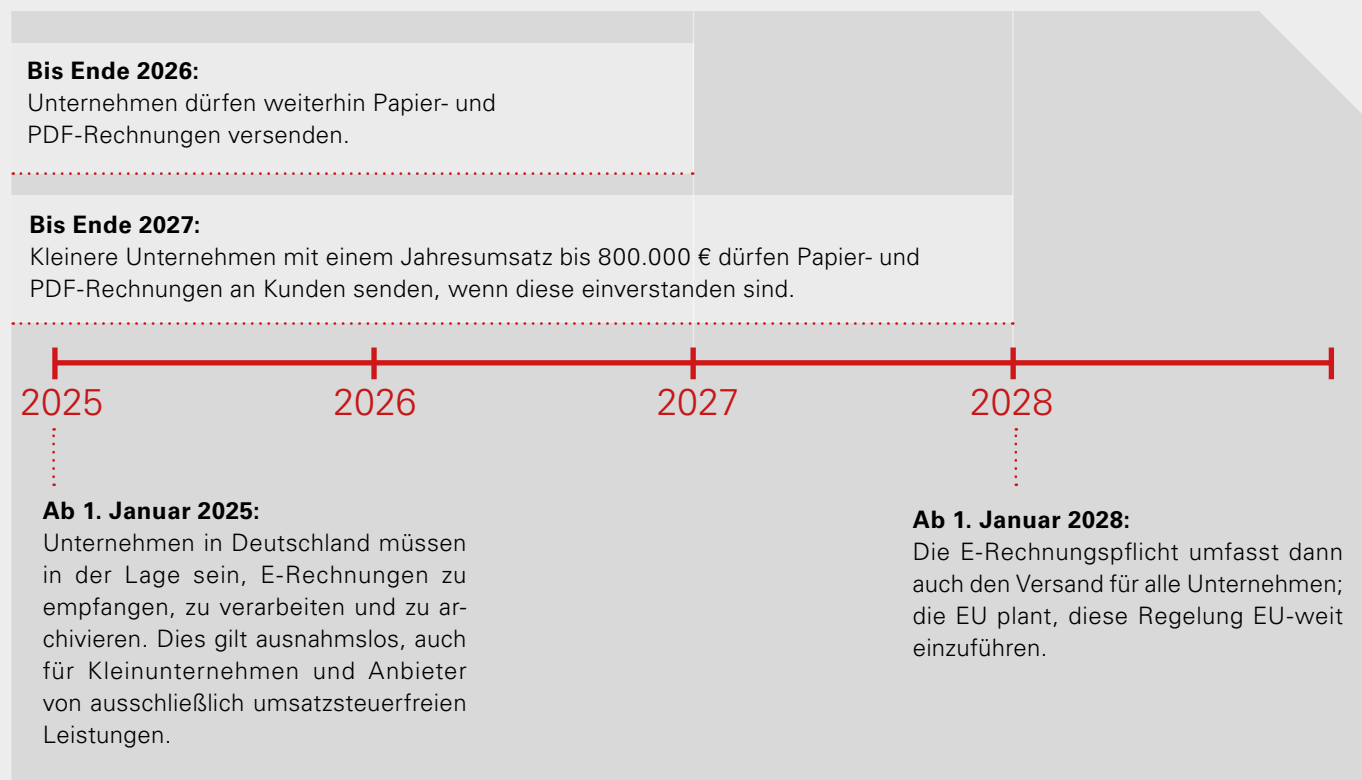 Bis Ende 2026:
Unternehmen dürfen weiterhin Papier- und
PDF-Rechnungen versenden.
Bis Ende 2027:
Kleinere Unternehmen mit einem Jahresumsatz bis 800.000 € dürfen Papier- und
PDF-Rechnungen an Kunden senden, wenn diese einverstanden sind.
2025 2026 2027 2028
Ab 1. Januar 2025:
Unternehmen in Deutschland müssen
in der Lage sein, E-Rechnungen zu
empfangen, zu verarbeiten und zu ar-
chivieren. Dies gilt ausnahmslos, auch
für Kleinunternehmen und Anbieter
von ausschließlich umsatzsteuerfreien
Leistungen.
Ab 1. Januar 2028:
Die E-Rechnungspflicht umfasst dann
auch den Versand für alle Unternehmen;
die EU plant, diese Regelung EU-weit
einzuführen.